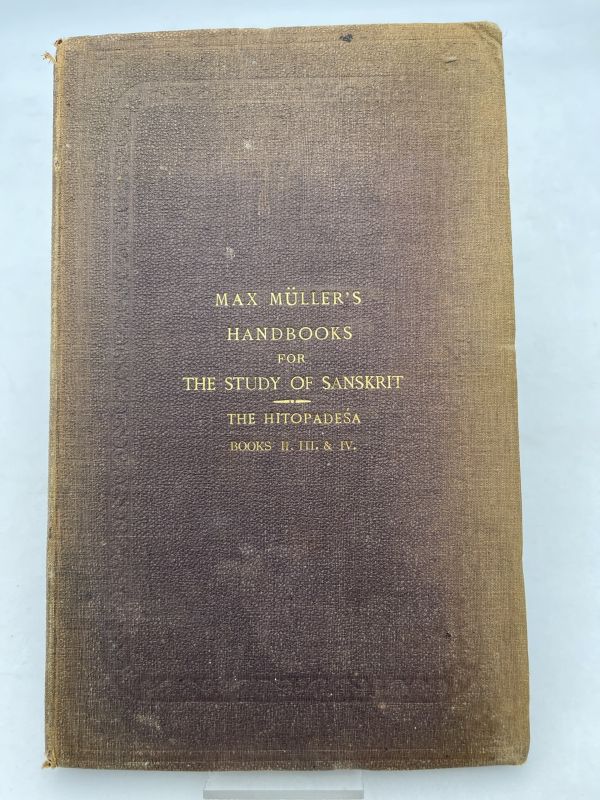 MAX MÜLLER'S
HANDBOOKS
FOR
THE STUDY OF SANSKRIT
THE HITOPADEŚA
BOOKS II. III. & IV.